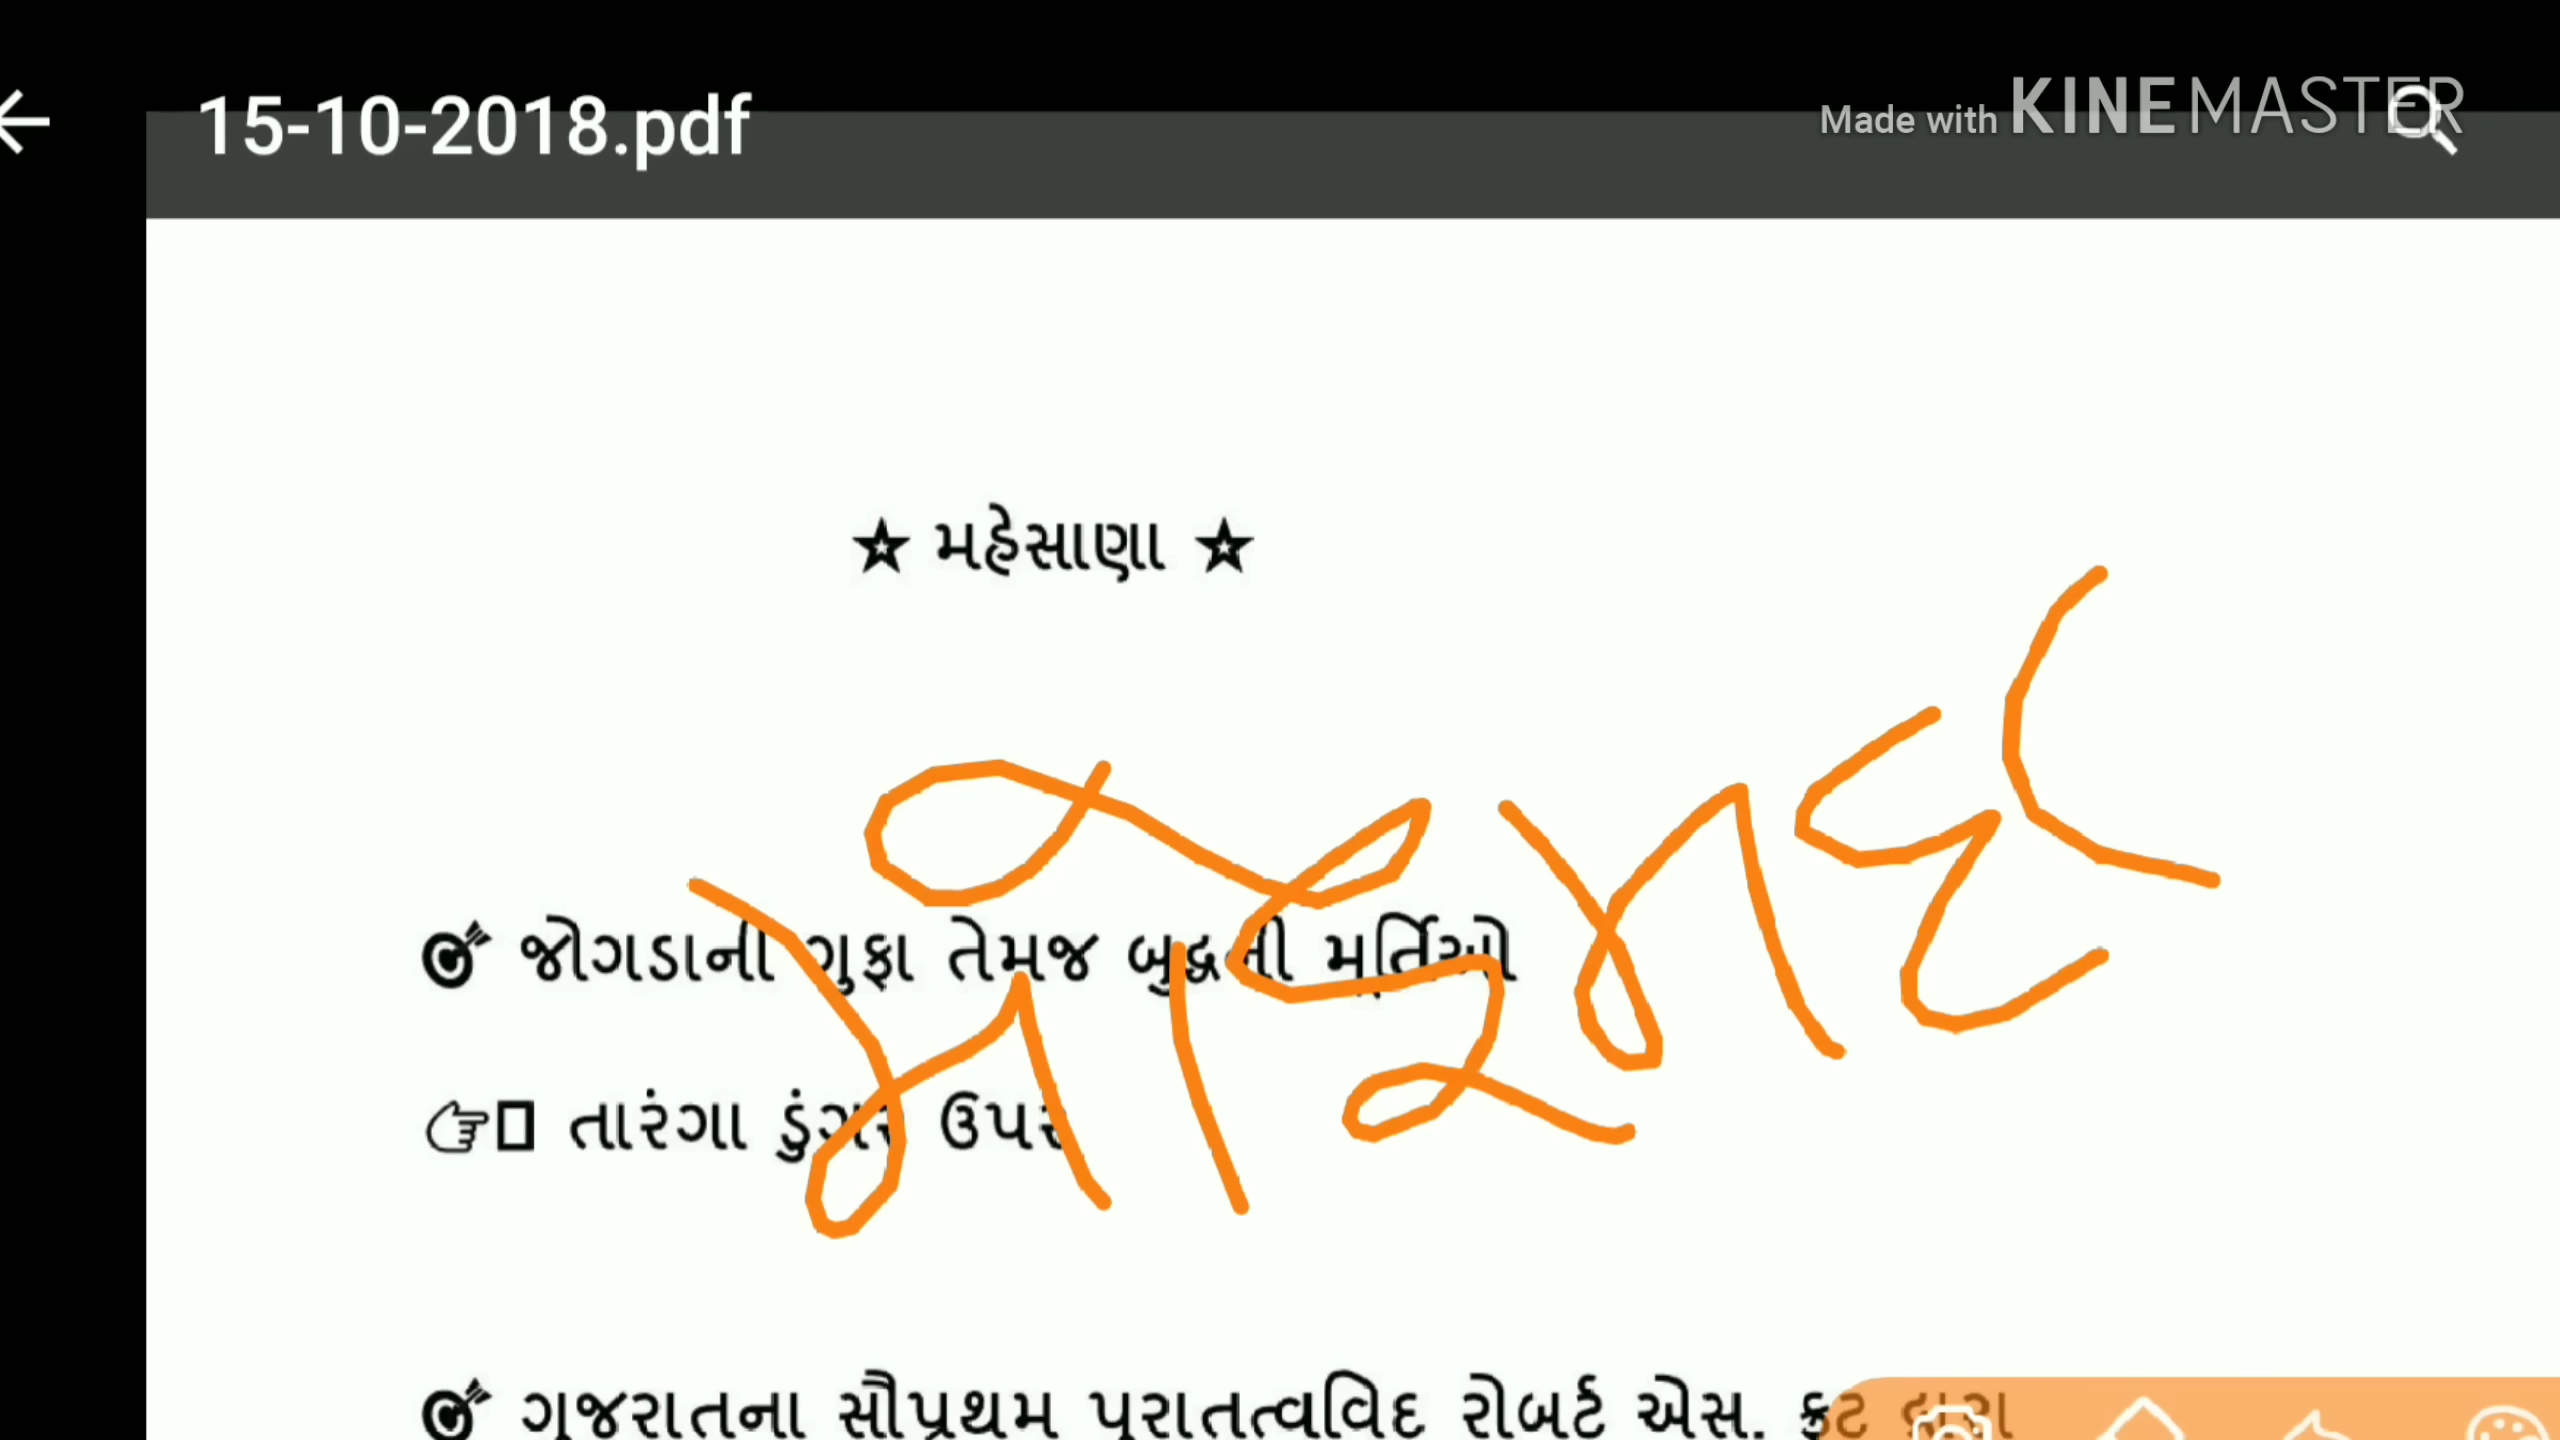 15-10-2018.pdf
Made with KINEMASTER
★ મહેસાણા ★
જોગડાની ગુફા તેમજ બુદ્ધની મૂર્તિઓ
તારંગા ડુંગર ઉપર
ગુજરાતના સૌપ્રથમ પુરાતત્વવિદ રોબર્ટ એસ. ફ્રુટ દ્વારા